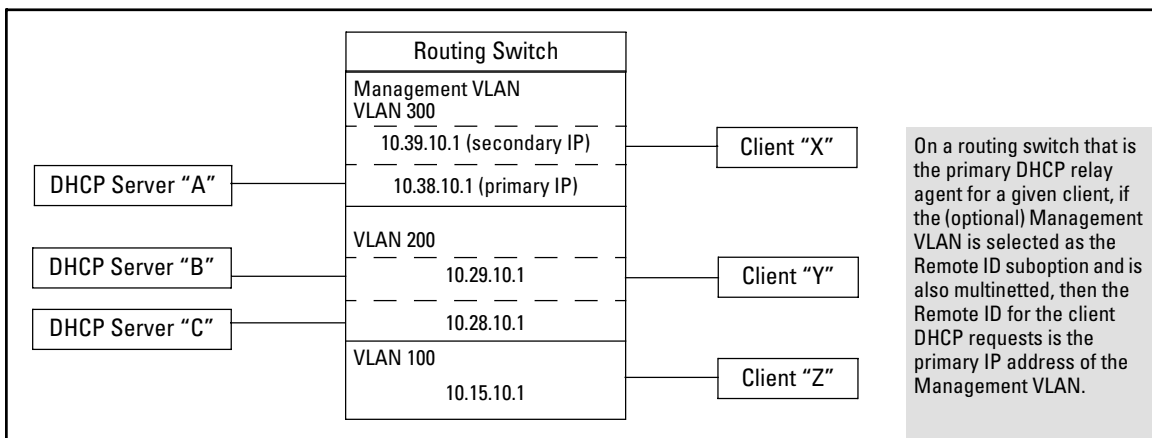 Routing Switch
Management VLAN
VLAN 300
10.39.10.1 (secondary IP)
Client “X”
DHCP Server “A”
10.38.10.1 (primary IP)
VLAN 200
DHCP Server “B”
10.29.10.1
Client “Y”
DHCP Server “C”
10.28.10.1
VLAN 100
10.15.10.1
Client “Z”
On a routing switch that is
the primary DHCP relay
agent for a given client, if
the (optional) Management
VLAN is selected as the
Remote ID suboption and is
also multinetted, then the
Remote ID for the client
DHCP requests is the
primary IP address of the
Management VLAN.